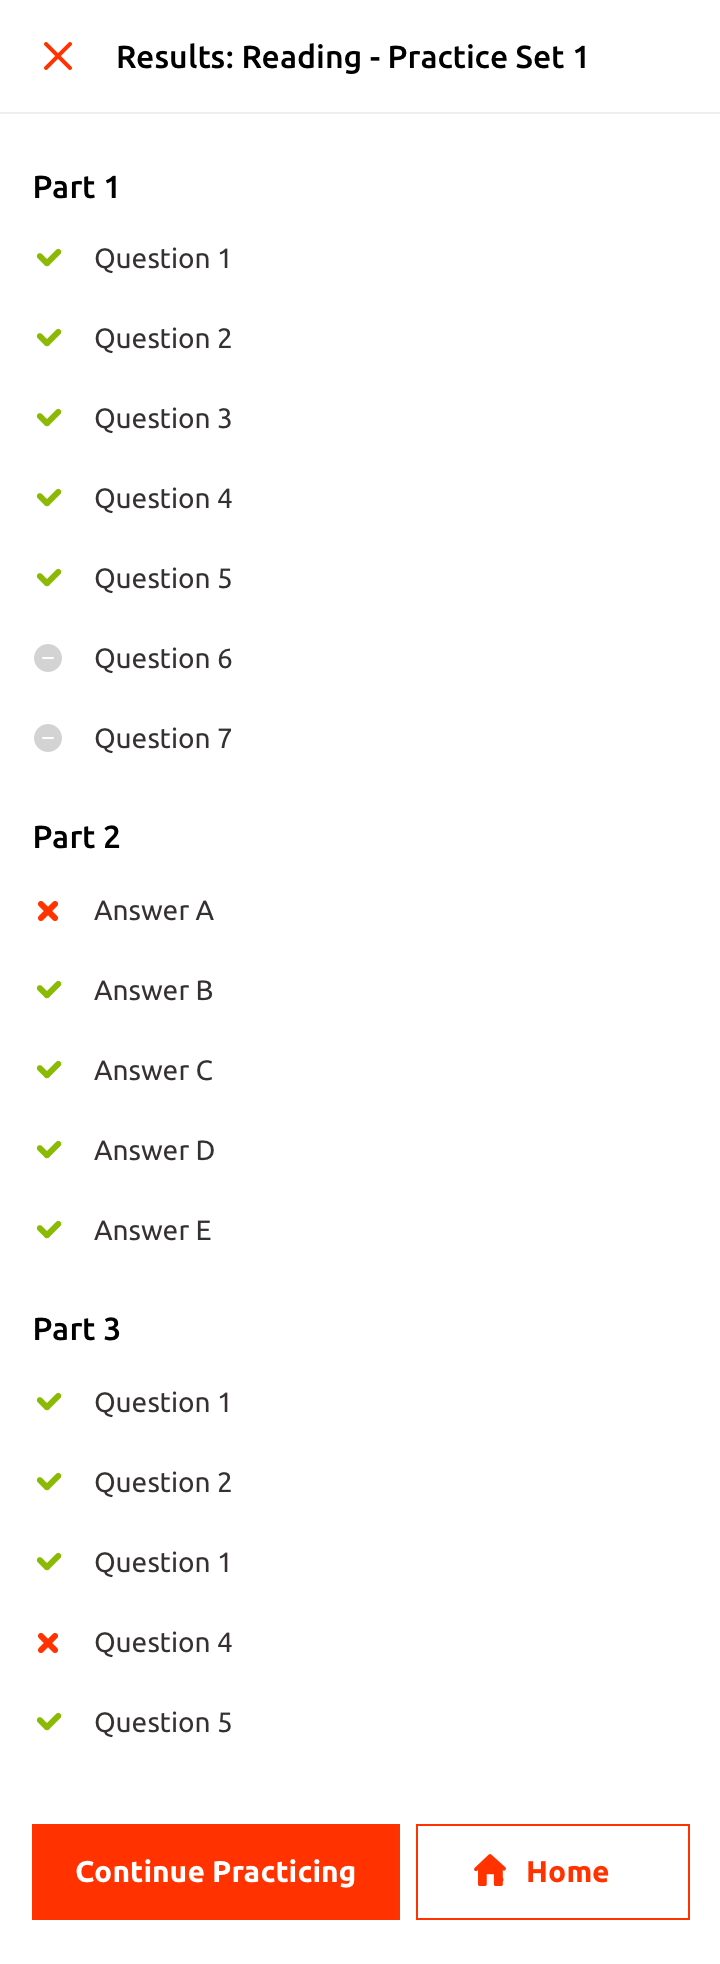 Results: Reading - Practice Set 1
Part 1
Question 1
Question 2
Question 3
Question 4
Question 5
Question 6
Question 7
Part 2
Answer A
Answer B
Answer C
Answer D
Answer E
Part 3
Question 1
Question 2
Question 1
Question 4
Question 5
Continue Practicing
Home